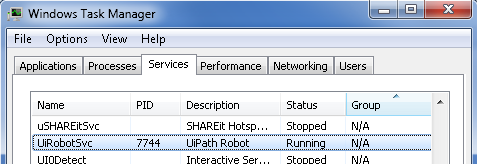 Windows Task Manager
File Options View Help
Applications Processes Services Performance Networking Users
Name PID Description Status Group
uSHAREitSvc SHAREit Hotsp... Stopped N/A
UiRobotSvc 7744 UiPath Robot Running N/A
UI0Detect Interactive Ser... Stopped N/A